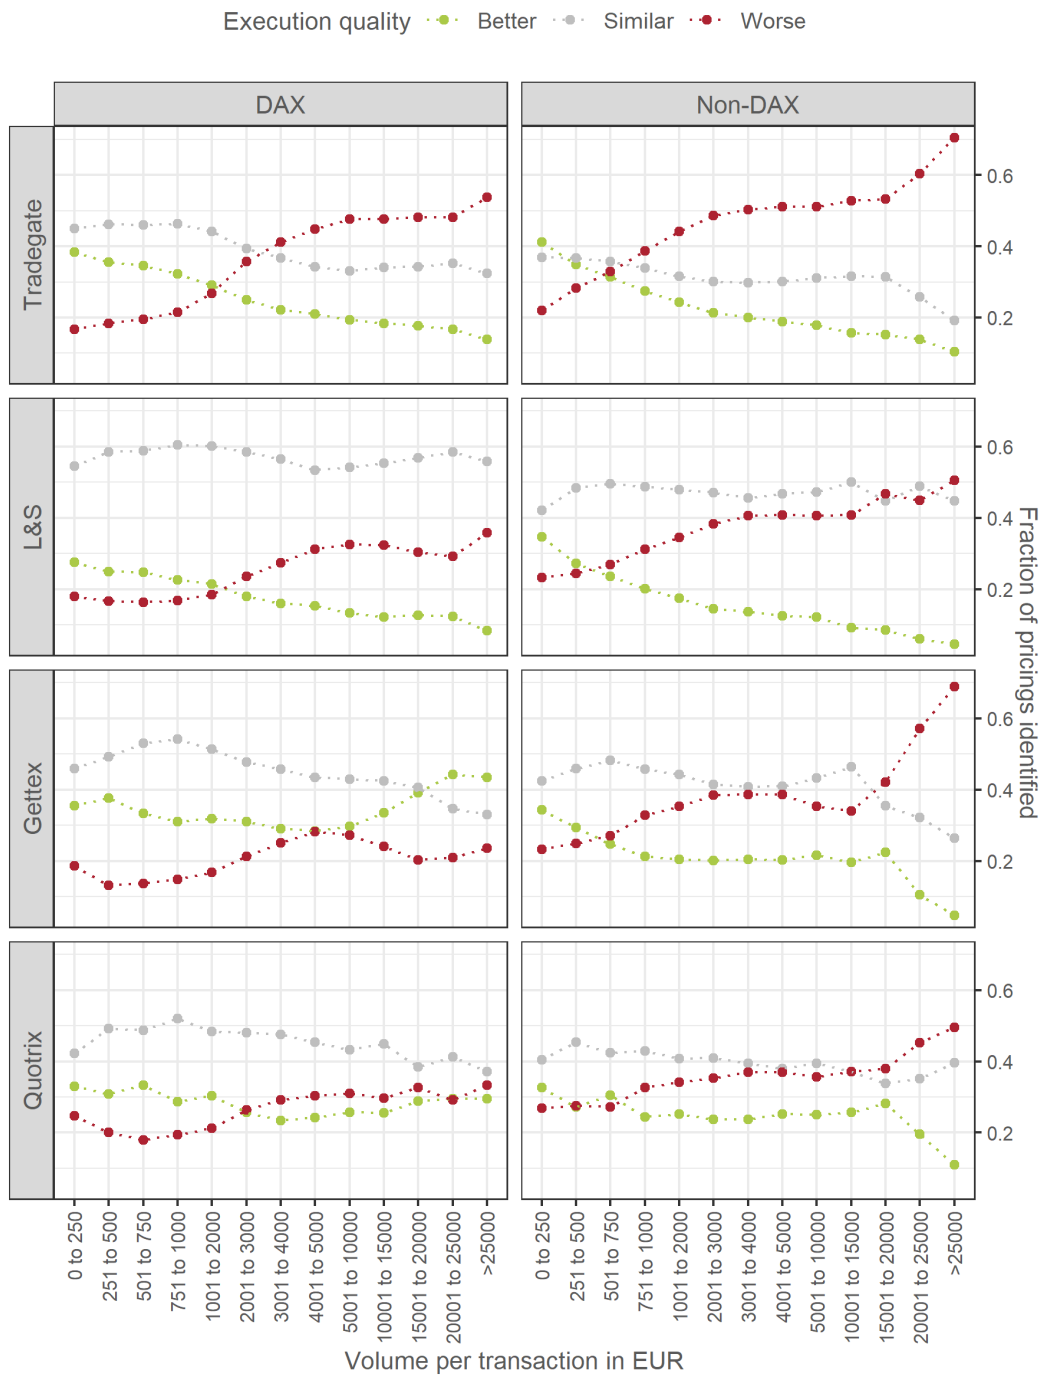 Execution quality Better Similar Worse
DAX
Non-DAX
Tradegate
0.6
0.4
0.2
L&S
0.6
0.4
0.2
Gettex
0.6
0.4
0.2
Quotrix
0.6
0.4
0.2
Fraction of pricings identified
0 to 250
251 to 500
501 to 750
751 to 1000
1001 to 2000
2001 to 3000
3001 to 4000
4001 to 5000
5001 to 10000
10001 to 15000
15001 to 20000
20001 to 25000
>25000
0 to 250
251 to 5000
501 to 750
751 to 1000
1001 to 2000
2001 to 3000
3001 to 4000
4001 to 5000
5001 to 10000
10001 to 15000
15001 to 20000
20001 to 25000
>25000
Volume per transaction in EUR